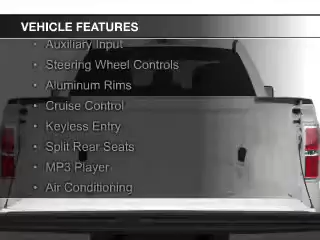 VEHICLE FEATURES
• Auxiliary Input
• Steering Wheel Controls
• Aluminum Rims
• Cruise Control
• Keyless Entry
• Split Rear Seats
• MP3 Player
• Air Conditioning